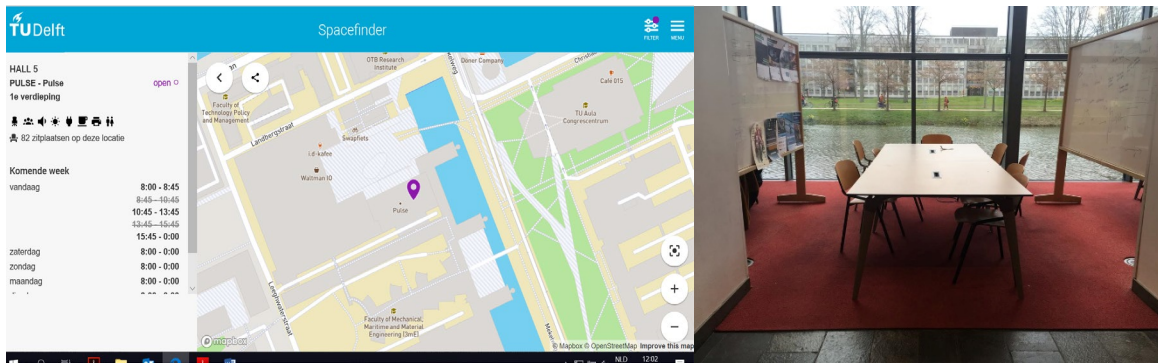 TUDelft
Spacefinder
FILTER
MENU
HALL 5
PULSE - Pulse
open
1e verdieping
82 zitplaatsen op deze locatie
Komende week
vandaag 8:00 - 8:45
8:45 - 10:45
10:45 - 13:45
13:45 - 15:45
15:45 - 0:00
zaterdag 8:00 - 0:00
zondag 8:00 - 0:00
maandag 8:00 - 0:00
OTB Research
Institute
Döner Company
Café 015
Faculty of
Technology Policy
and Management
Landbergstraat
Swapfiets
i-d-kafee
Waltman 10
TU Aula
Congrescentrum
Pulse
Leeghwaterstraat
Faculty of Mechanical,
Maritime and Material
Engineering (3mE)
mapbox
© Mapbox © OpenStreetMap Improve this map
NLD 12:02